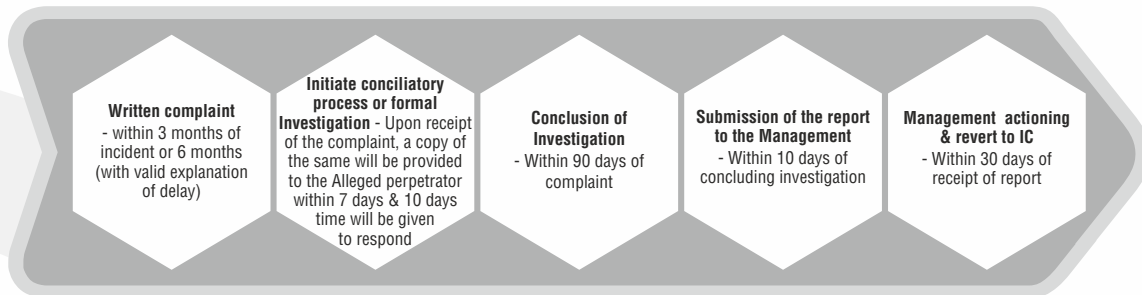 Written complaint
- within 3 months of
incident or 6 months
(with valid explanation
of delay)
Initiate conciliatory
process or formal
Investigation - Upon receipt
of the complaint, a copy of
the same will be provided
to the Alleged perpetrator
within 7 days & 10 days
time will be given
to respond
Conclusion of
Investigation
- Within 90 days of
complaint
Submission of the report
to the Management
- Within 10 days of
concluding investigation
Management actioning
& revert to IC
- Within 30 days of
receipt of report